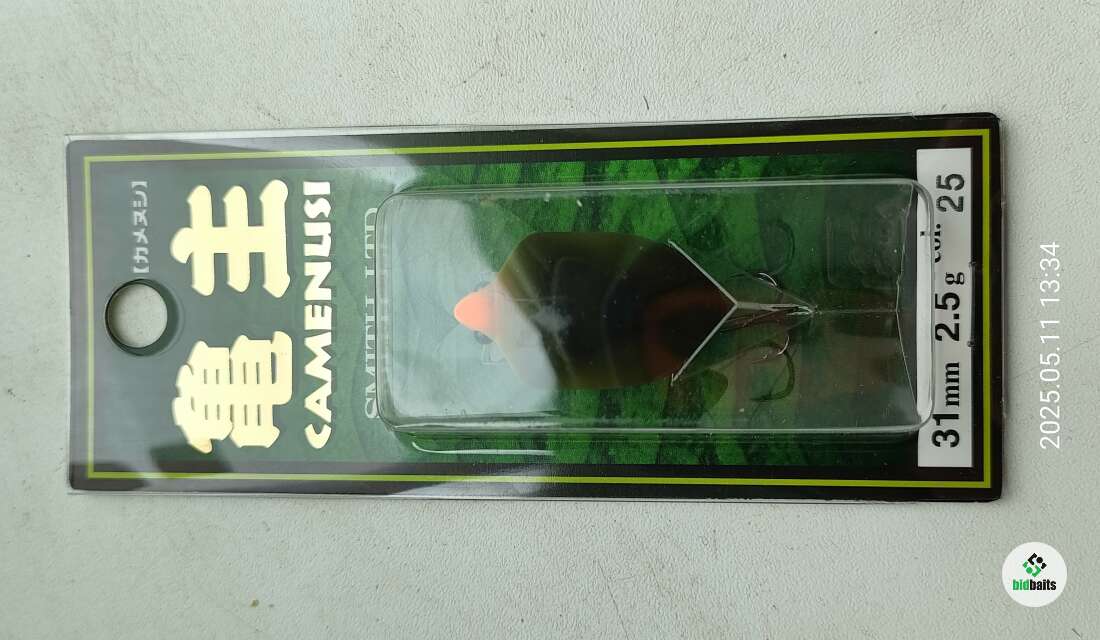 【カメヌシ】
亀主
CAMENUSI
SMITH LTD
31mm 2.5g col. 25
2025.05.11 13:34
bidbaits